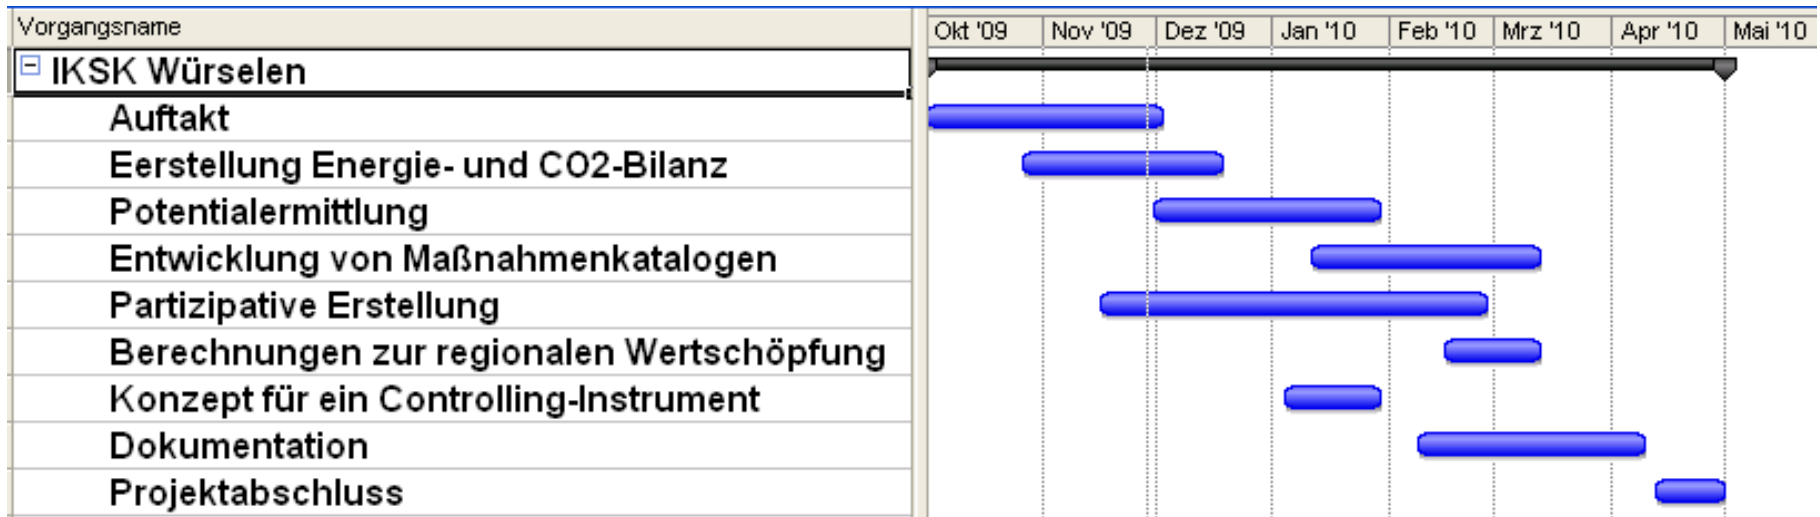 Vorgangsname Okt '09 Nov '09 Dez '09 Jan '10 Feb '10 Mrz '10 Apr '10 Mai '10
IKSK Würselen
Auftakt
Eerstellung Energie- und CO2-Bilanz
Potentialermittlung
Entwicklung von Maßnahmenkatalogen
Partizipative Erstellung
Berechnungen zur regionalen Wertschöpfung
Konzept für ein Controlling-Instrument
Dokumentation
Projektabschluss